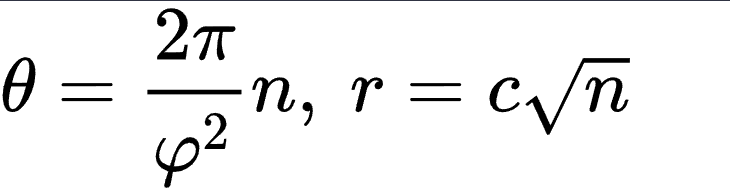 θ = 2π/φ² n, r = c√n